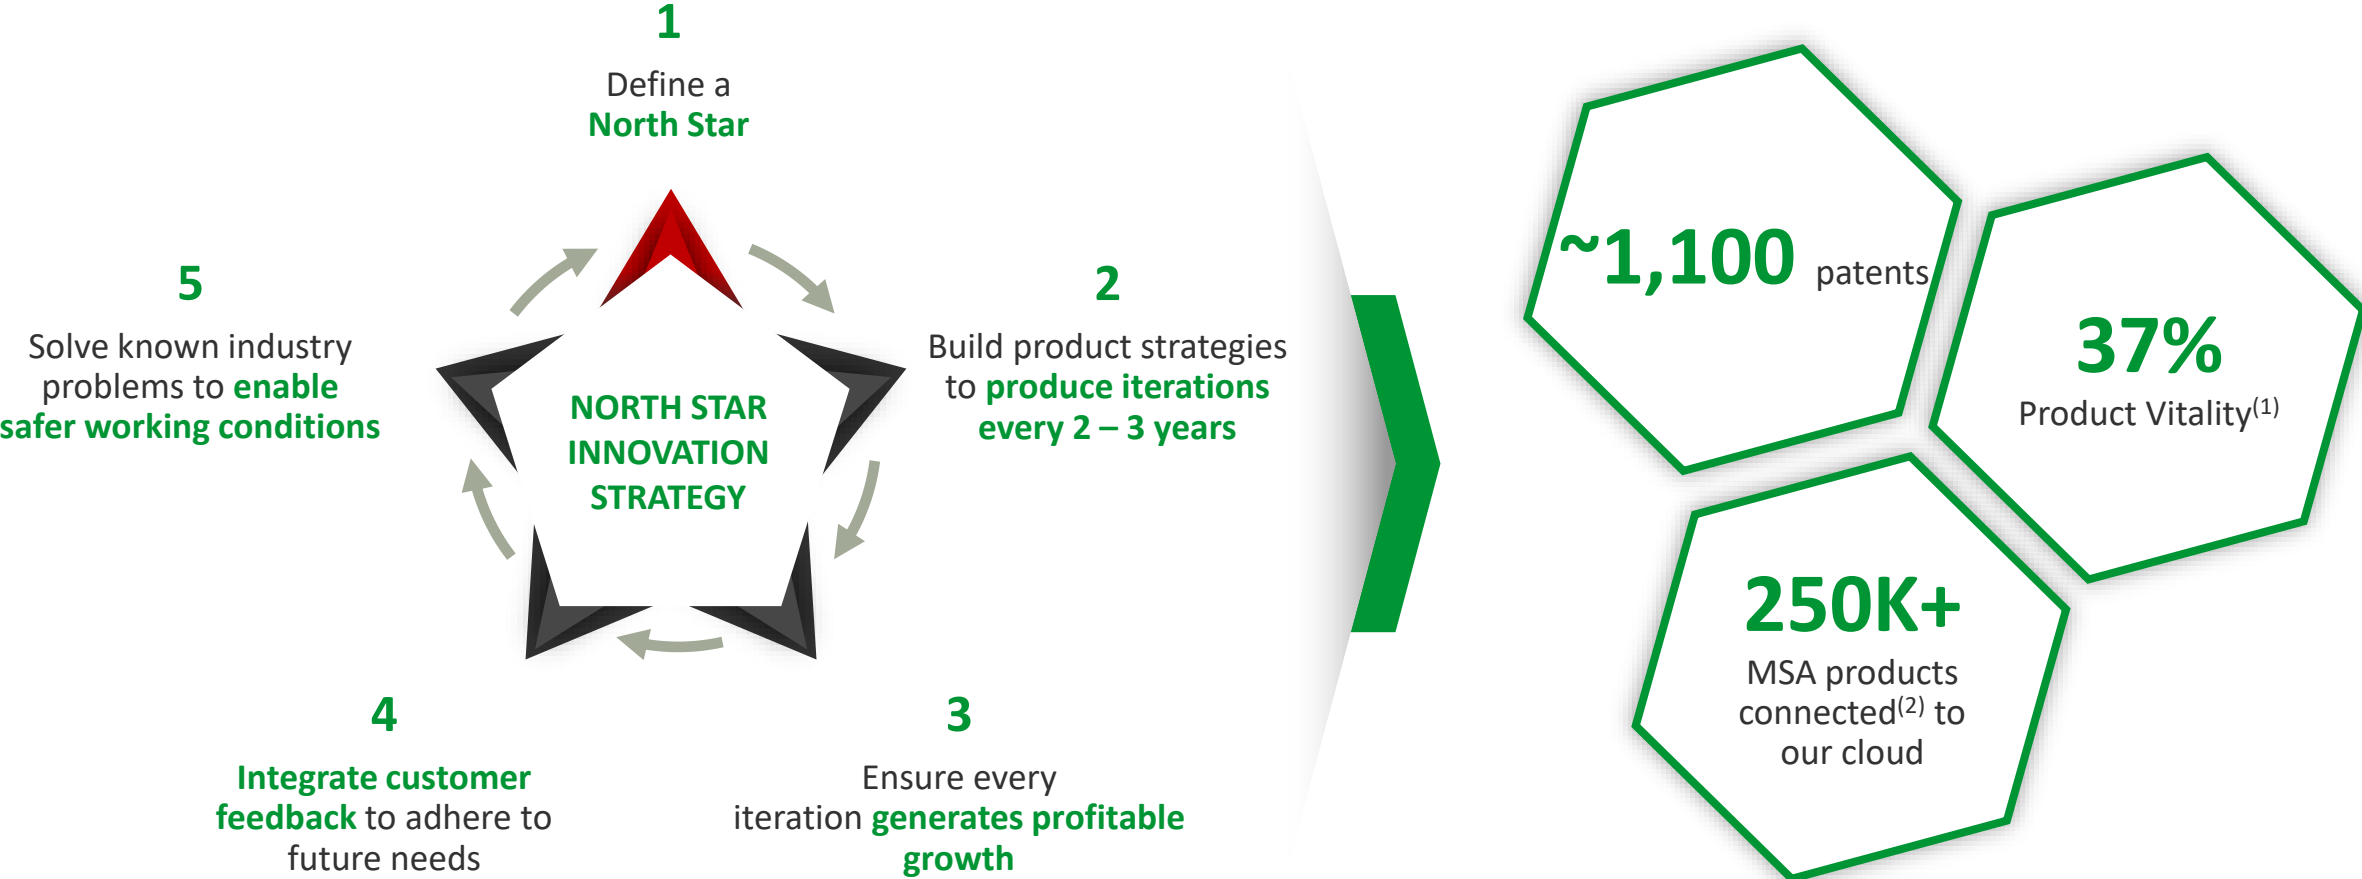 1
Define a
North Star
2
Build product strategies
to produce iterations
every 2 – 3 years
3
Ensure every
iteration generates profitable
growth
4
Integrate customer
feedback to adhere to
future needs
5
Solve known industry
problems to enable
safer working conditions
NORTH STAR
INNOVATION
STRATEGY
~1,100 patents
37%
Product Vitality(1)
250K+
MSA products
connected(2) to
our cloud